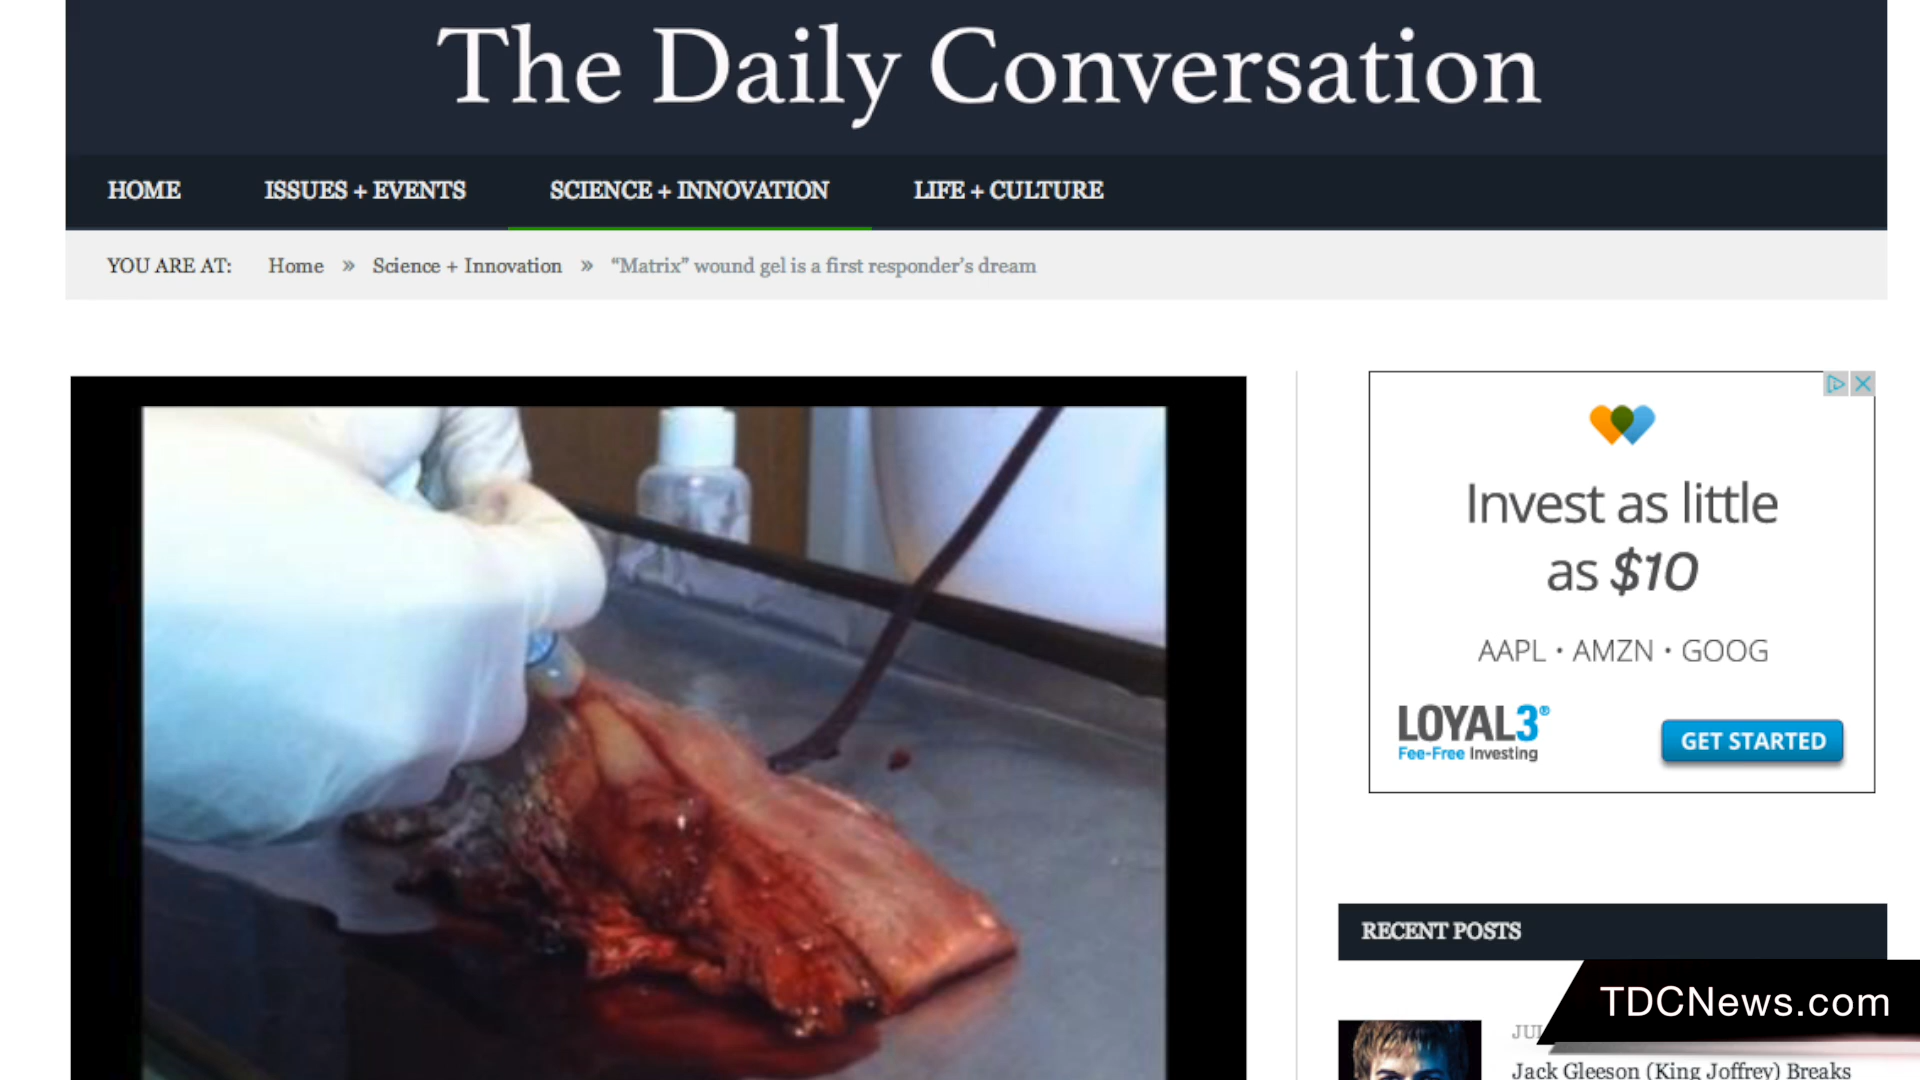 The Daily Conversation
HOME ISSUES + EVENTS SCIENCE + INNOVATION LIFE + CULTURE
YOU ARE AT: Home » Science + Innovation » “Matrix” wound gel is a first responder’s dream
Invest as little
as $10
AAPL • AMZN • GOOG
LOYAL3®
Fee-Free Investing
GET STARTED
RECENT POSTS
TDCNews.com
Jack Gleeson (King Joffrey) Breaks